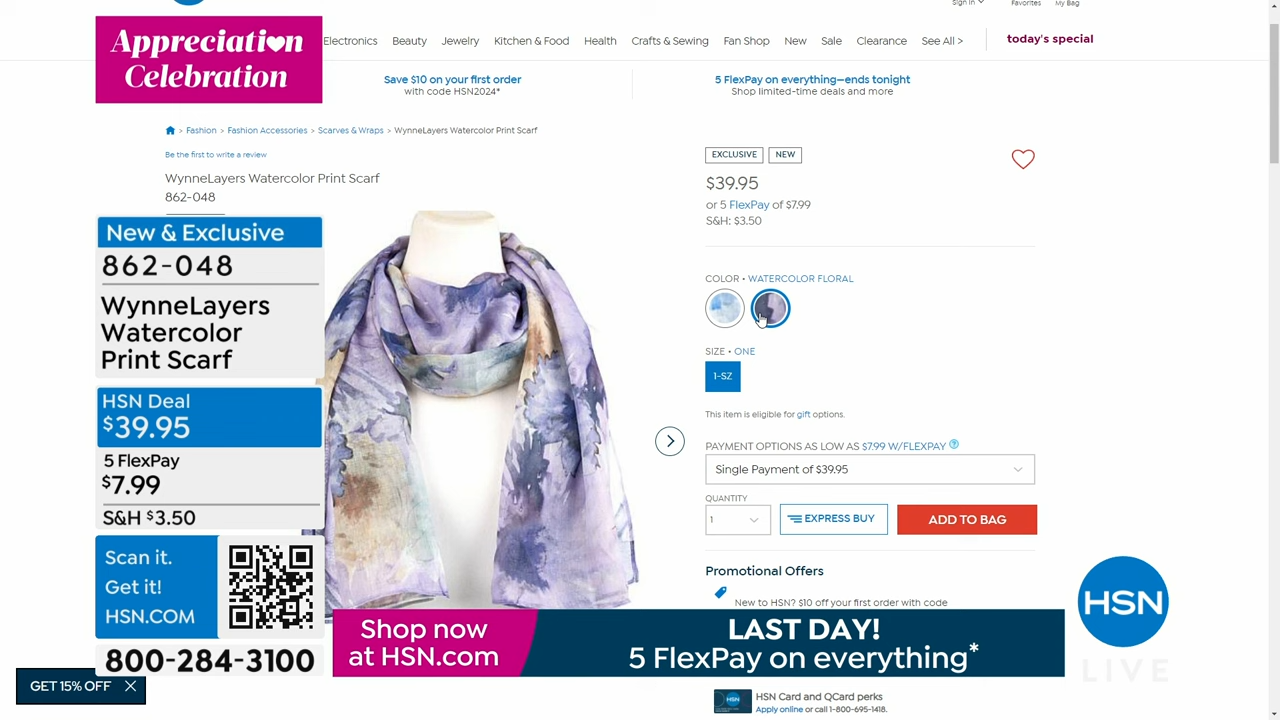 Sign In
Favorites
My Bag
Appreciation
Celebration
Electronics
Beauty
Jewelry
Kitchen & Food
Health
Crafts & Sewing
Fan Shop
New
Sale
Clearance
See All >
today's special
Save $10 on your first order
with code HSN2024*
5 FlexPay on everything—ends tonight
Shop limited-time deals and more
> Fashion > Fashion Accessories > Scarves & Wraps > WynneLayers Watercolor Print Scarf
Be the first to write a review
WynneLayers Watercolor Print Scarf
862-048
New & Exclusive
862-048
WynneLayers
Watercolor
Print Scarf
HSN Deal
$39.95
5 FlexPay
$7.99
S&H $3.50
Scan it.
Get it!
HSN.COM
800-284-3100
GET 15% OFF
EXCLUSIVE
NEW
$39.95
or 5 FlexPay of $7.99
S&H: $3.50
COLOR • WATERCOLOR FLORAL
SIZE • ONE
1-SZ
This item is eligible for gift options.
PAYMENT OPTIONS AS LOW AS $7.99 W/FLEXPAY ?
Single Payment of $39.95
QUANTITY
1
EXPRESS BUY
ADD TO BAG
Promotional Offers
New to HSN? $10 off your first order with code
Shop now
at HSN.com
LAST DAY!
5 FlexPay on everything*
HSN
LIVE
HSN
HSN Card and QCard perks
Apply online or call 1-800-695-1418.